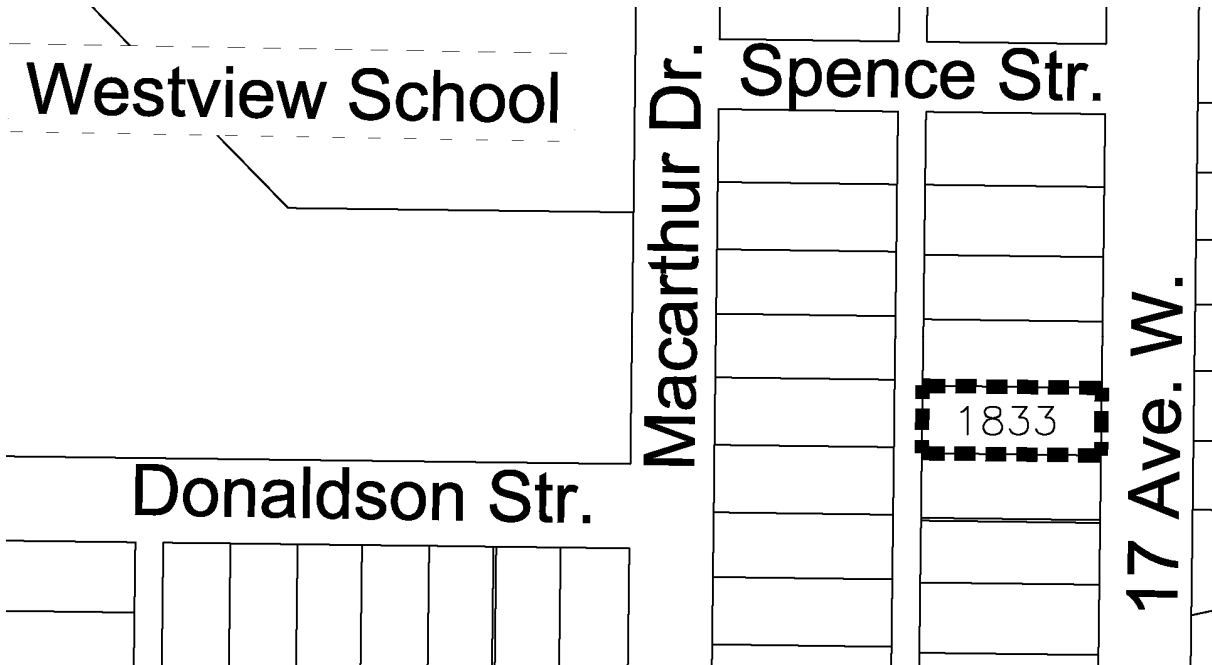 Westview School
Macarthur Dr.
Spence Str.
1833
17 Ave. W.
Donaldson Str.